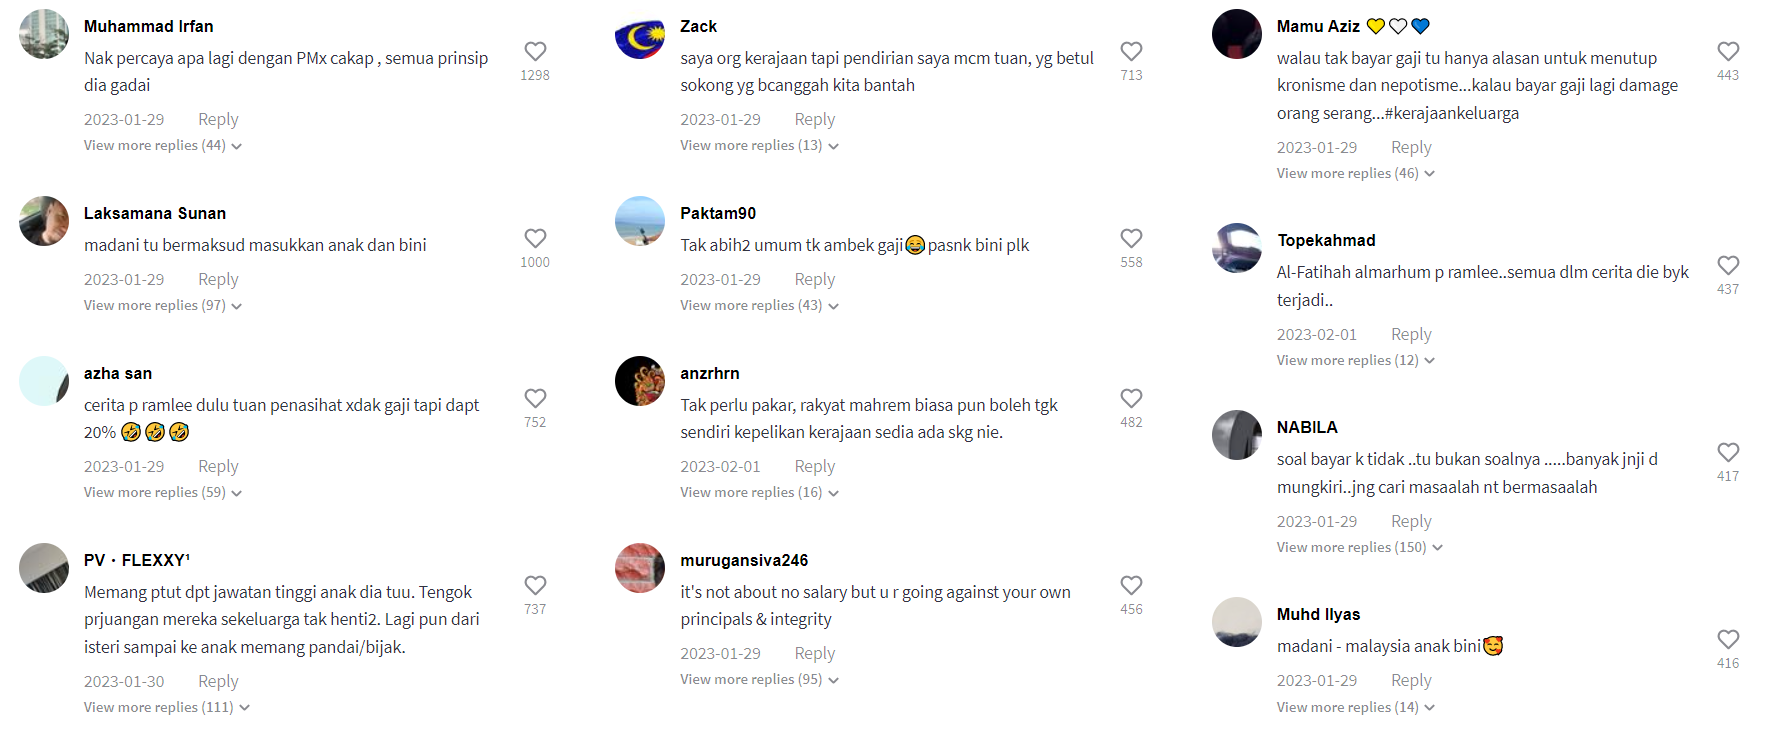 Muhammad Irfan
Nak percaya apa lagi dengan PMx cakap , semua prinsip
dia gadai
1298
2023-01-29 Reply
View more replies (44)
Laksamana Sunan
madani tu bermaksud masukkan anak dan bini
1000
2023-01-29 Reply
View more replies (97)
azha san
cerita p ramlee dulu tuan penasihat xdak gaji tapi dapt
20% 🤣🤣🤣
752
2023-01-29 Reply
View more replies (59)
PV · FLEXXY¹
Memang ptut dpt jawatan tinggi anak dia tuu. Tengok
prjuangan mereka sekeluarga tak henti2. Lagi pun dari
isteri sampai ke anak memang pandai/bijak.
737
2023-01-30 Reply
View more replies (111)
Zack
saya org kerajaan tapi pendirian saya mcm tuan, yg betul
sokong yg bcanggah kita bantah
713
2023-01-29 Reply
View more replies (13)
Paktam90
Tak abih2 umum tk ambek gaji😂pasnk bini plk
558
2023-01-29 Reply
View more replies (43)
anzrhrn
Tak perlu pakar, rakyat mahrem biasa pun boleh tgk
sendiri kepelikan kerajaan sedia ada skg nie.
482
2023-02-01 Reply
View more replies (16)
murugansiva246
it's not about no salary but u r going against your own
principals & integrity
456
2023-01-29 Reply
View more replies (95)
Mamu Aziz 💛🤍💙
walau tak bayar gaji tu hanya alasan untuk menutup
kronisme dan nepotisme...kalau bayar gaji lagi damage
orang serang...#kerajaankeluarga
443
2023-01-29 Reply
View more replies (46)
Topekahmad
Al-Fatihah almarhum p ramlee..semua dlm cerita die byk
terjadi..
437
2023-02-01 Reply
View more replies (12)
NABILA
soal bayar k tidak ..tu bukan soalnya .....banyak jnji d
mungkiri..jng cari masaalah nt bermasaalah
417
2023-01-29 Reply
View more replies (150)
Muhd Ilyas
madani - malaysia anak bini🥰
416
2023-01-29 Reply
View more replies (14)